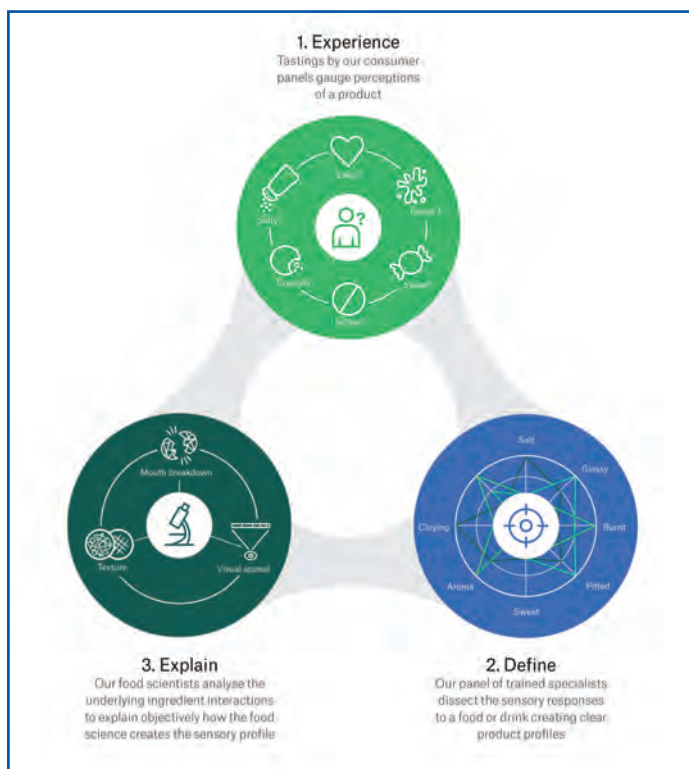 1. Experience
Tastings by our consumer
panels gauge perceptions
of a product
Salty?
Sweet?
?
Mouth breakdown
Texture
Visual appeal
Salt
Glossy
Cloying
Burnt
Aroma
Pitted
Sweet
3. Explain
Our food scientists analyse the
underlying ingredient interactions
to explain objectively how the food
science creates the sensory profile
2. Define
Our panel of trained specialists
dissect the sensory responses
to a food or drink creating clear
product profiles